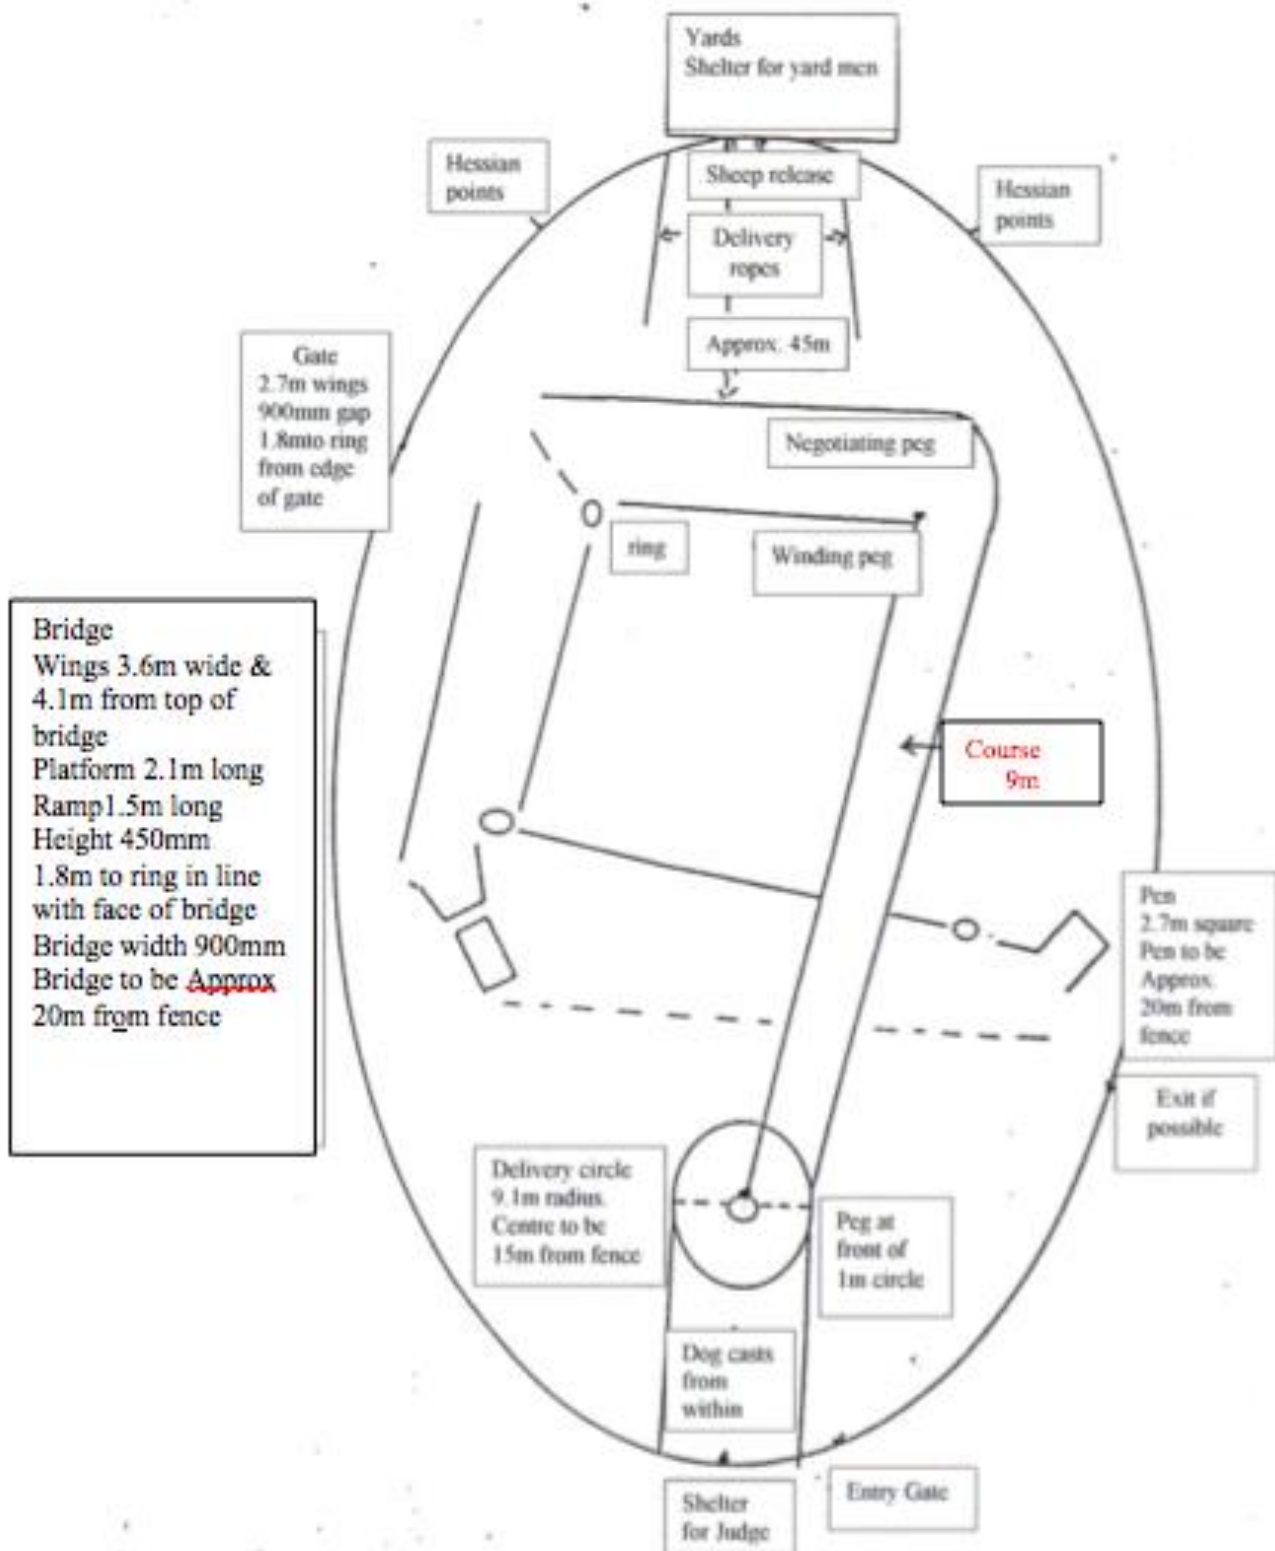 Yards
Shelter for yard men
Hessian
points
Sheep release
Hessian
points
Delivery
ropes
Approx. 45m
Gate
2.7m wings
900mm gap
1.8mto ring
from edge
of gate
Negotiating peg
ring
Winding peg
Bridge
Wings 3.6m wide &
4.1m from top of
bridge
Platform 2.1m long
Ramp1.5m long
Height 450mm
1.8m to ring in line
with face of bridge
Bridge width 900mm
Bridge to be Approx
20m from fence
Course
9m
Pen
2.7m square
Pen to be
Approx.
20m from
fence
Exit if
possible
Delivery circle
9.1m radius.
Centre to be
15m from fence
Peg at
front of
1m circle
Dog casts
from
within
Entry Gate
Shelter
for Judge